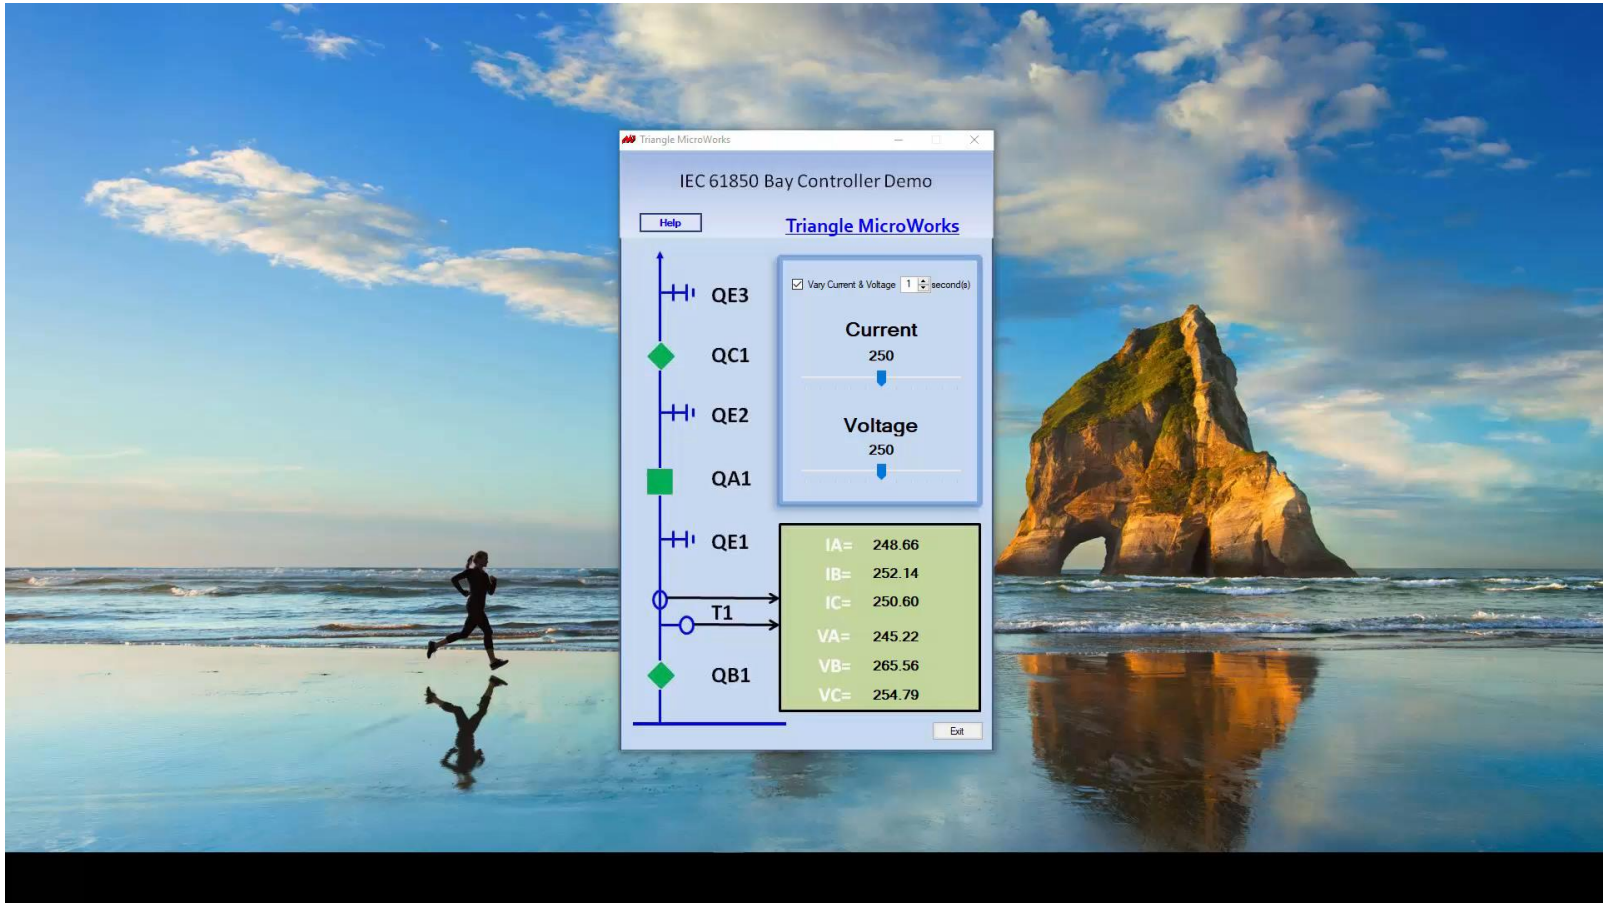 Triangle MicroWorks
IEC 61850 Bay Controller Demo
Help
Triangle MicroWorks
QE3
QC1
QE2
QA1
QE1
T1
QB1
Vary Current & Voltage 1 second(s)
Current
250
Voltage
250
IA= 248.66
IB= 252.14
IC= 250.60
VA= 245.22
VB= 265.56
VC= 254.79
Exit